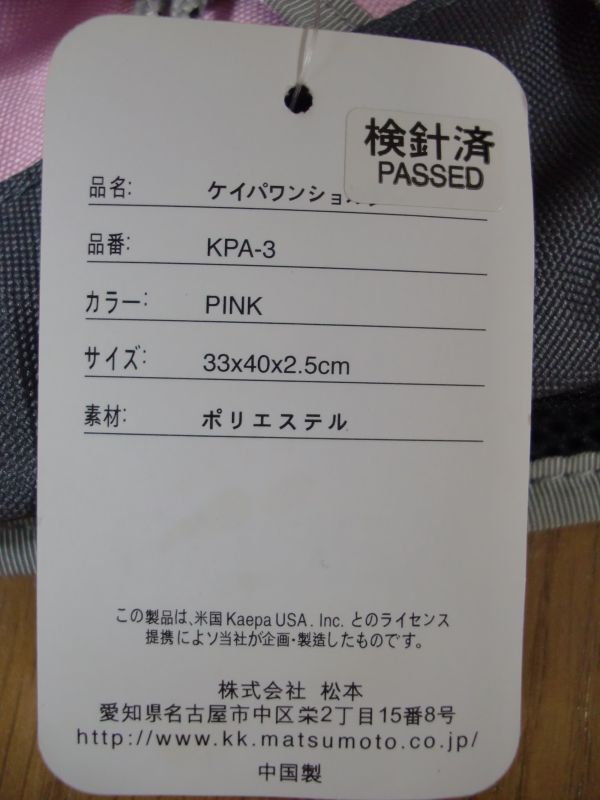 検針済
PASSED
品名: ケイパワンショ
品番: KPA-3
カラー: PINK
サイズ: 33x40x2.5cm
素材: ポリエステル
この製品は、米国 Kaepa USA. Inc. とのライセンス
提携によソ当社が企画・製造したものです。
株式会社 松本
愛知県名古屋市中区栄2丁目15番8号
http://www.kk.matsumoto.co.jp/
中国製